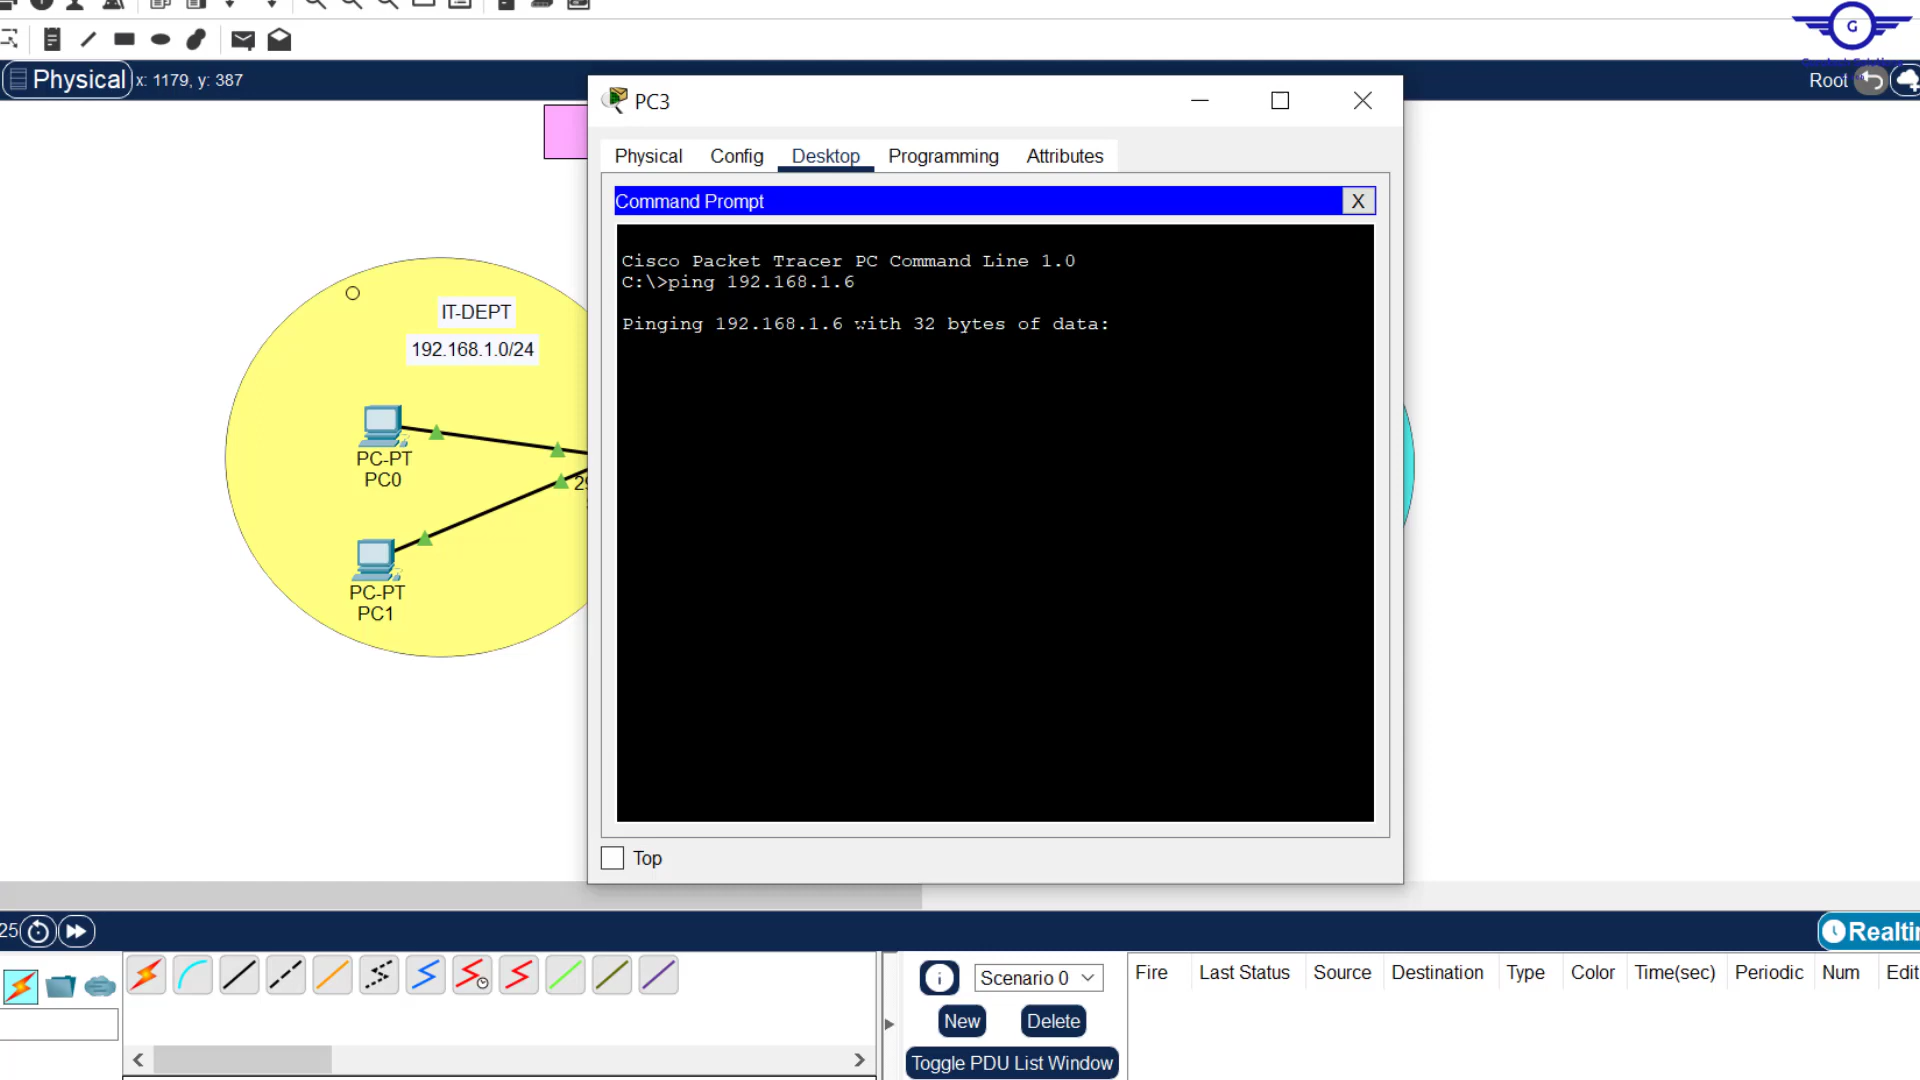 Physical x: 1179, y: 387
Root
G
PC3
Physical Config Desktop Programming Attributes
Command Prompt
X
Cisco Packet Tracer PC Command Line 1.0
C:\>ping 192.168.1.6
Pinging 192.168.1.6 with 32 bytes of data:
IT-DEPT
192.168.1.0/24
PC-PT
PC0
29
PC-PT
PC1
Top
25
Realtim
Scenario 0
New Delete
Toggle PDU List Window
Fire Last Status Source Destination Type Color Time(sec) Periodic Num Edit